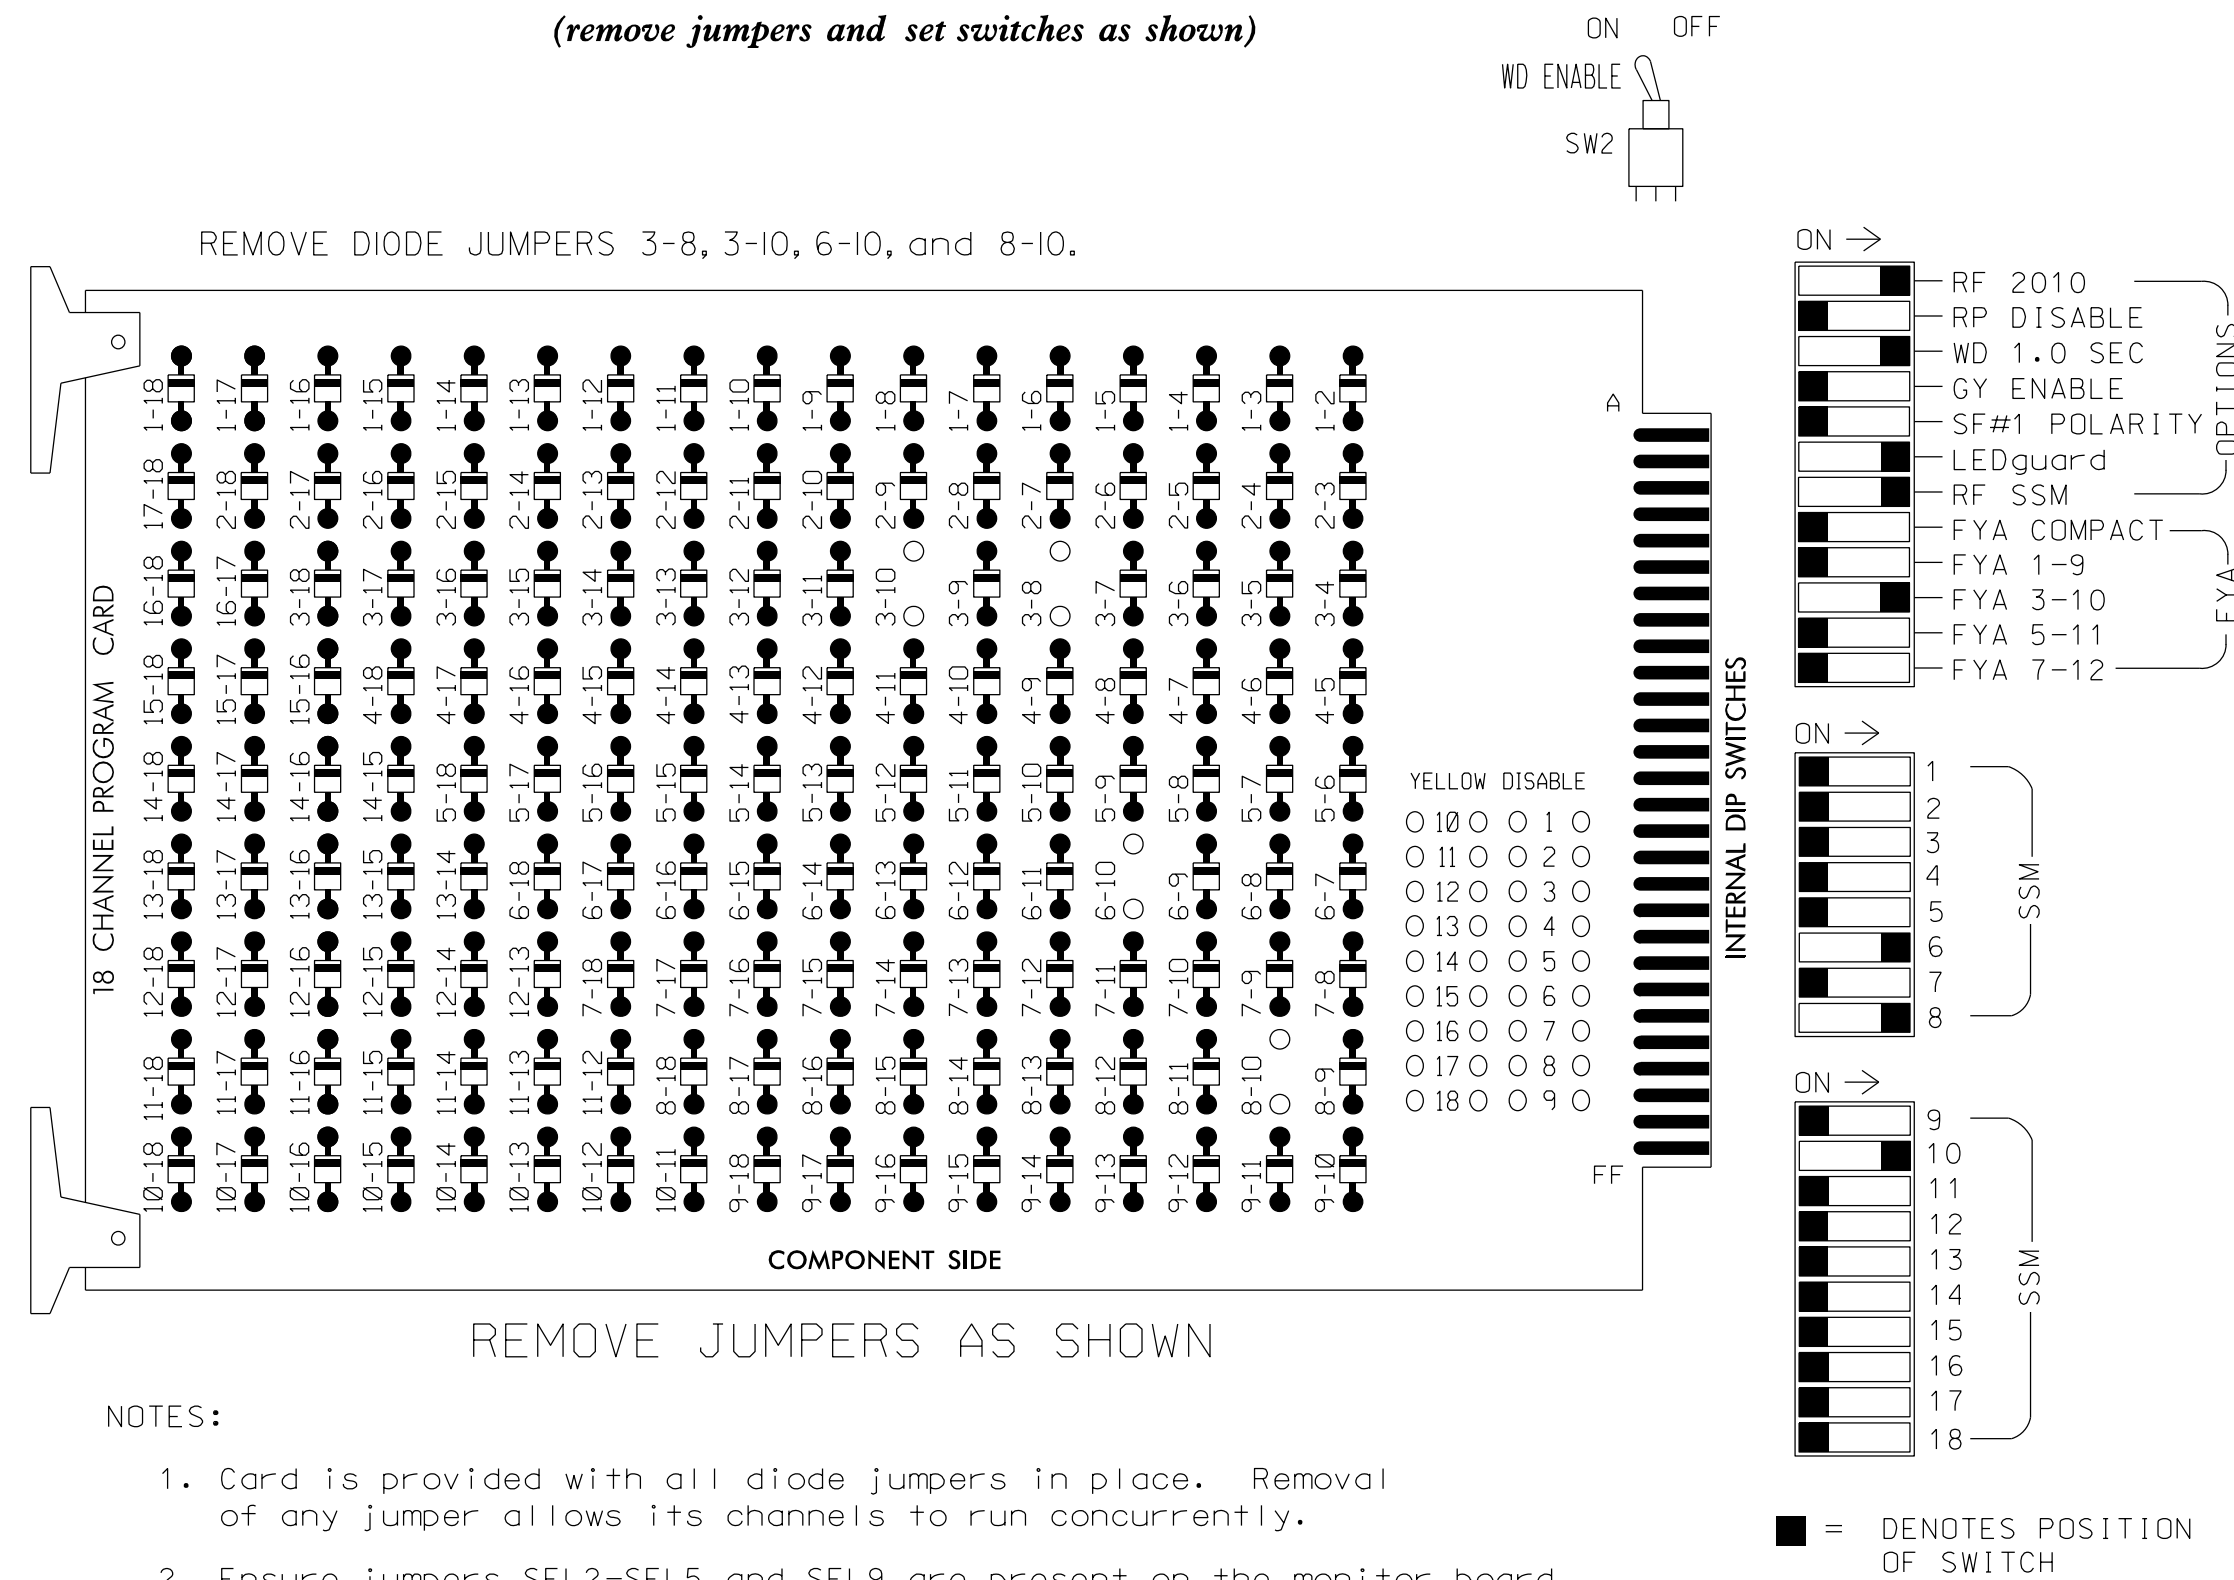 (remove jumpers and set switches as shown)
ON OFF
WD ENABLE
SW2
REMOVE DIODE JUMPERS 3-8, 3-10, 6-10, and 8-10.
18 CHANNEL PROGRAM CARD
1-18 1-17 1-16 1-15 1-14 1-13 1-12 1-11 1-10 1-9 1-8 1-7 1-6 1-5 1-4 1-3 1-2
17-18 2-18 2-17 2-16 2-15 2-14 2-13 2-12 2-11 2-10 2-9 2-8 2-7 2-6 2-5 2-4 2-3
16-18 16-17 3-18 3-17 3-16 3-15 3-14 3-13 3-12 3-11 3-10 3-9 3-8 3-7 3-6 3-5 3-4
15-18 15-17 15-16 4-18 4-17 4-16 4-15 4-14 4-13 4-12 4-11 4-10 4-9 4-8 4-7 4-6 4-5
14-18 14-17 14-16 14-15 5-18 5-17 5-16 5-15 5-14 5-13 5-12 5-11 5-10 5-9 5-8 5-7 5-6
13-18 13-17 13-16 13-15 13-14 6-18 6-17 6-16 6-15 6-14 6-13 6-12 6-11 6-10 6-9 6-8 6-7
12-18 12-17 12-16 12-15 12-14 12-13 7-18 7-17 7-16 7-15 7-14 7-13 7-12 7-11 7-10 7-9 7-8
11-18 11-17 11-16 11-15 11-14 11-13 11-12 8-18 8-17 8-16 8-15 8-14 8-13 8-12 8-11 8-10 8-9
10-18 10-17 10-16 10-15 10-14 10-13 10-12 10-11 9-18 9-17 9-16 9-15 9-14 9-13 9-12 9-11 9-10
YELLOW DISABLE
10 1
11 2
12 3
13 4
14 5
15 6
16 7
17 8
18 9
A
FF
COMPONENT SIDE
INTERNAL DIP SWITCHES
ON
RF 2010
RP DISABLE
WD 1.0 SEC
GY ENABLE
SF#1 POLARITY
LEDguard
RF SSM
OPTIONS
FYA COMPACT
FYA 1-9
FYA 3-10
FYA 5-11
FYA 7-12
FYA
ON
1
2
3
4
5
6
7
8
SSM
ON
9
10
11
12
13
14
15
16
17
18
SSM
= DENOTES POSITION
OF SWITCH
REMOVE JUMPERS AS SHOWN
NOTES:
1. Card is provided with all diode jumpers in place. Removal
of any jumper allows its channels to run concurrently.
2. Ensure jumpers SEL2-SEL5 and SEL9 are present on the monitor board.